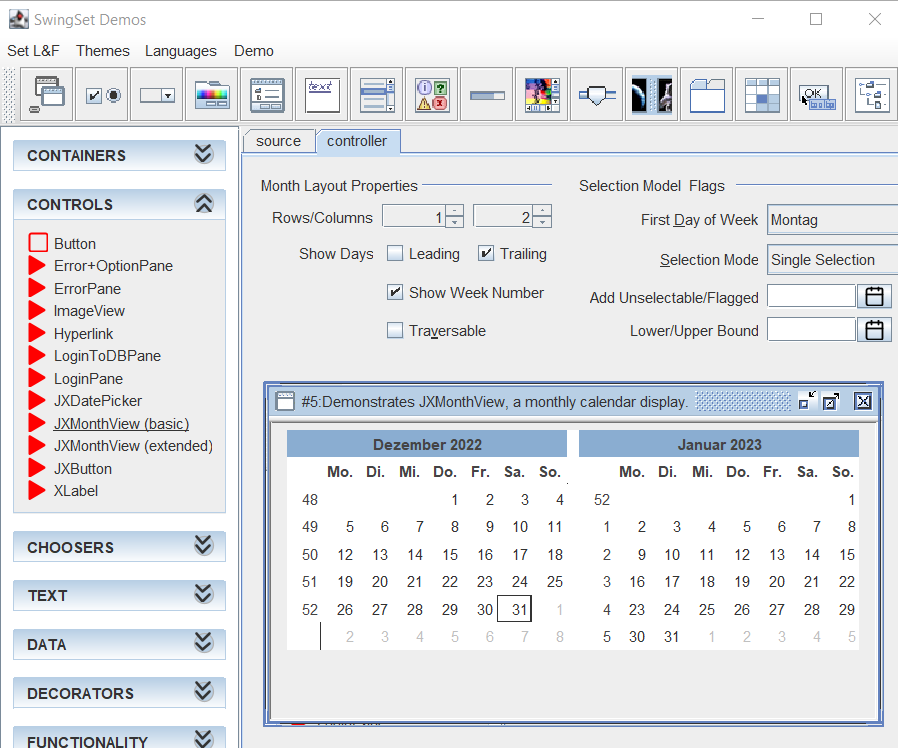 SwingSet Demos
Set L&F Themes Languages Demo
text
OK
CONTAINERS
CONTROLS
Button
Error+OptionPane
ErrorPane
ImageView
Hyperlink
LoginToDBPane
LoginPane
JXDatePicker
JXMonthView (basic)
JXMonthView (extended)
JXButton
XLabel
CHOOSERS
TEXT
DATA
DECORATORS
FUNCTIONALITY
source controller
Month Layout Properties
Rows/Columns 1 2
Show Days Leading Trailing
Show Week Number
Traversable
Selection Model Flags
First Day of Week Montag
Selection Mode Single Selection
Add Unselectable/Flagged
Lower/Upper Bound
#5:Demonstrates JXMonthView, a monthly calendar display.
Dezember 2022
Mo. Di. Mi. Do. Fr. Sa. So.
48 1 2 3 4
49 5 6 7 8 9 10 11
50 12 13 14 15 16 17 18
51 19 20 21 22 23 24 25
52 26 27 28 29 30 31 1
2 3 4 5 6 7 8
Januar 2023
Mo. Di. Mi. Do. Fr. Sa. So.
52 1
1 2 3 4 5 6 7 8
2 9 10 11 12 13 14 15
3 16 17 18 19 20 21 22
4 23 24 25 26 27 28 29
5 30 31 1 2 3 4 5